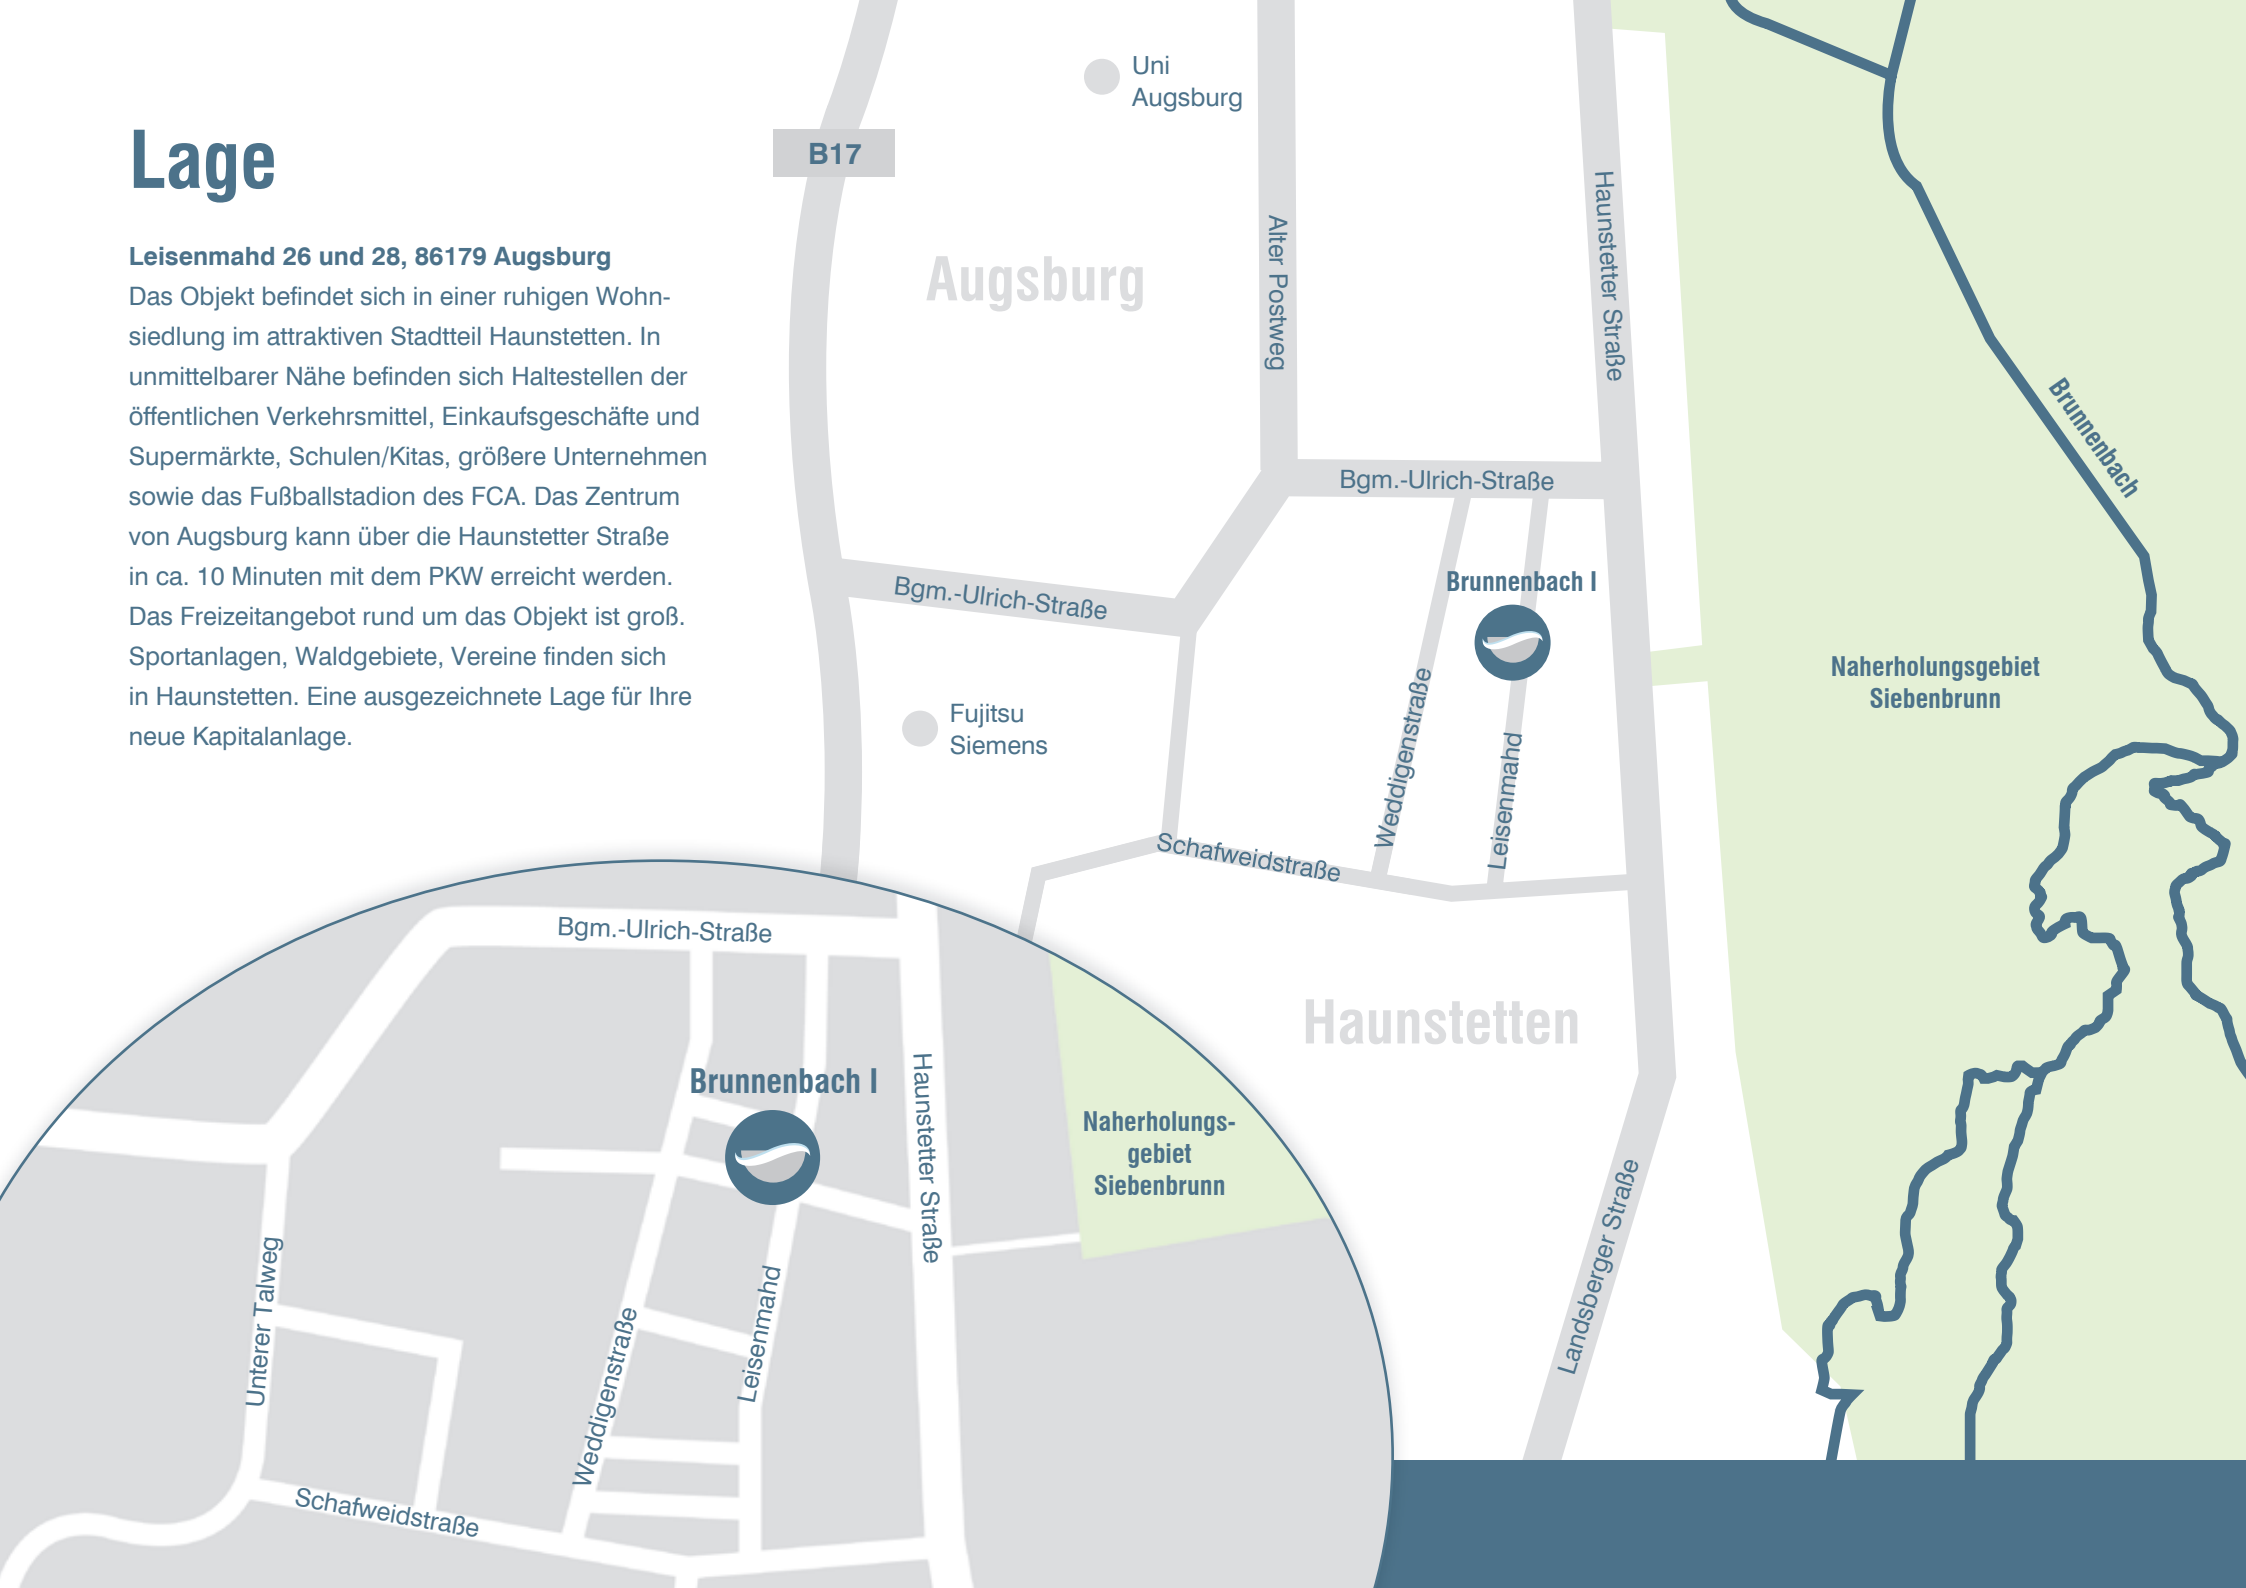 Lage
Leisenmahd 26 und 28, 86179 Augsburg
Das Objekt befindet sich in einer ruhigen Wohn-
siedlung im attraktiven Stadtteil Haunstetten. In
unmittelbarer Nähe befinden sich Haltestellen der
öffentlichen Verkehrsmittel, Einkaufsgeschäfte und
Supermärkte, Schulen/Kitas, größere Unternehmen
sowie das Fußballstadion des FCA. Das Zentrum
von Augsburg kann über die Haunstetter Straße
in ca. 10 Minuten mit dem PKW erreicht werden.
Das Freizeitangebot rund um das Objekt ist groß.
Sportanlagen, Waldgebiete, Vereine finden sich
in Haunstetten. Eine ausgezeichnete Lage für Ihre
neue Kapitalanlage.
Uni
Augsburg
B17
Augsburg
Alter Postweg
Haunstetter Straße
Brunnenbach
Bgm.-Ulrich-Straße
Bgm.-Ulrich-Straße
Brunnenbach I
Naherholungsgebiet
Siebenbrunn
Fujitsu
Siemens
Weddigenstraße
Leisenmahd
Schafweidstraße
Haunstetten
Landsberger Straße
Bgm.-Ulrich-Straße
Brunnenbach I
Haunstetter Straße
Naherholungs-
gebiet
Siebenbrunn
Unterer Talweg
Weddigenstraße
Leisenmahd
Schafweidstraße